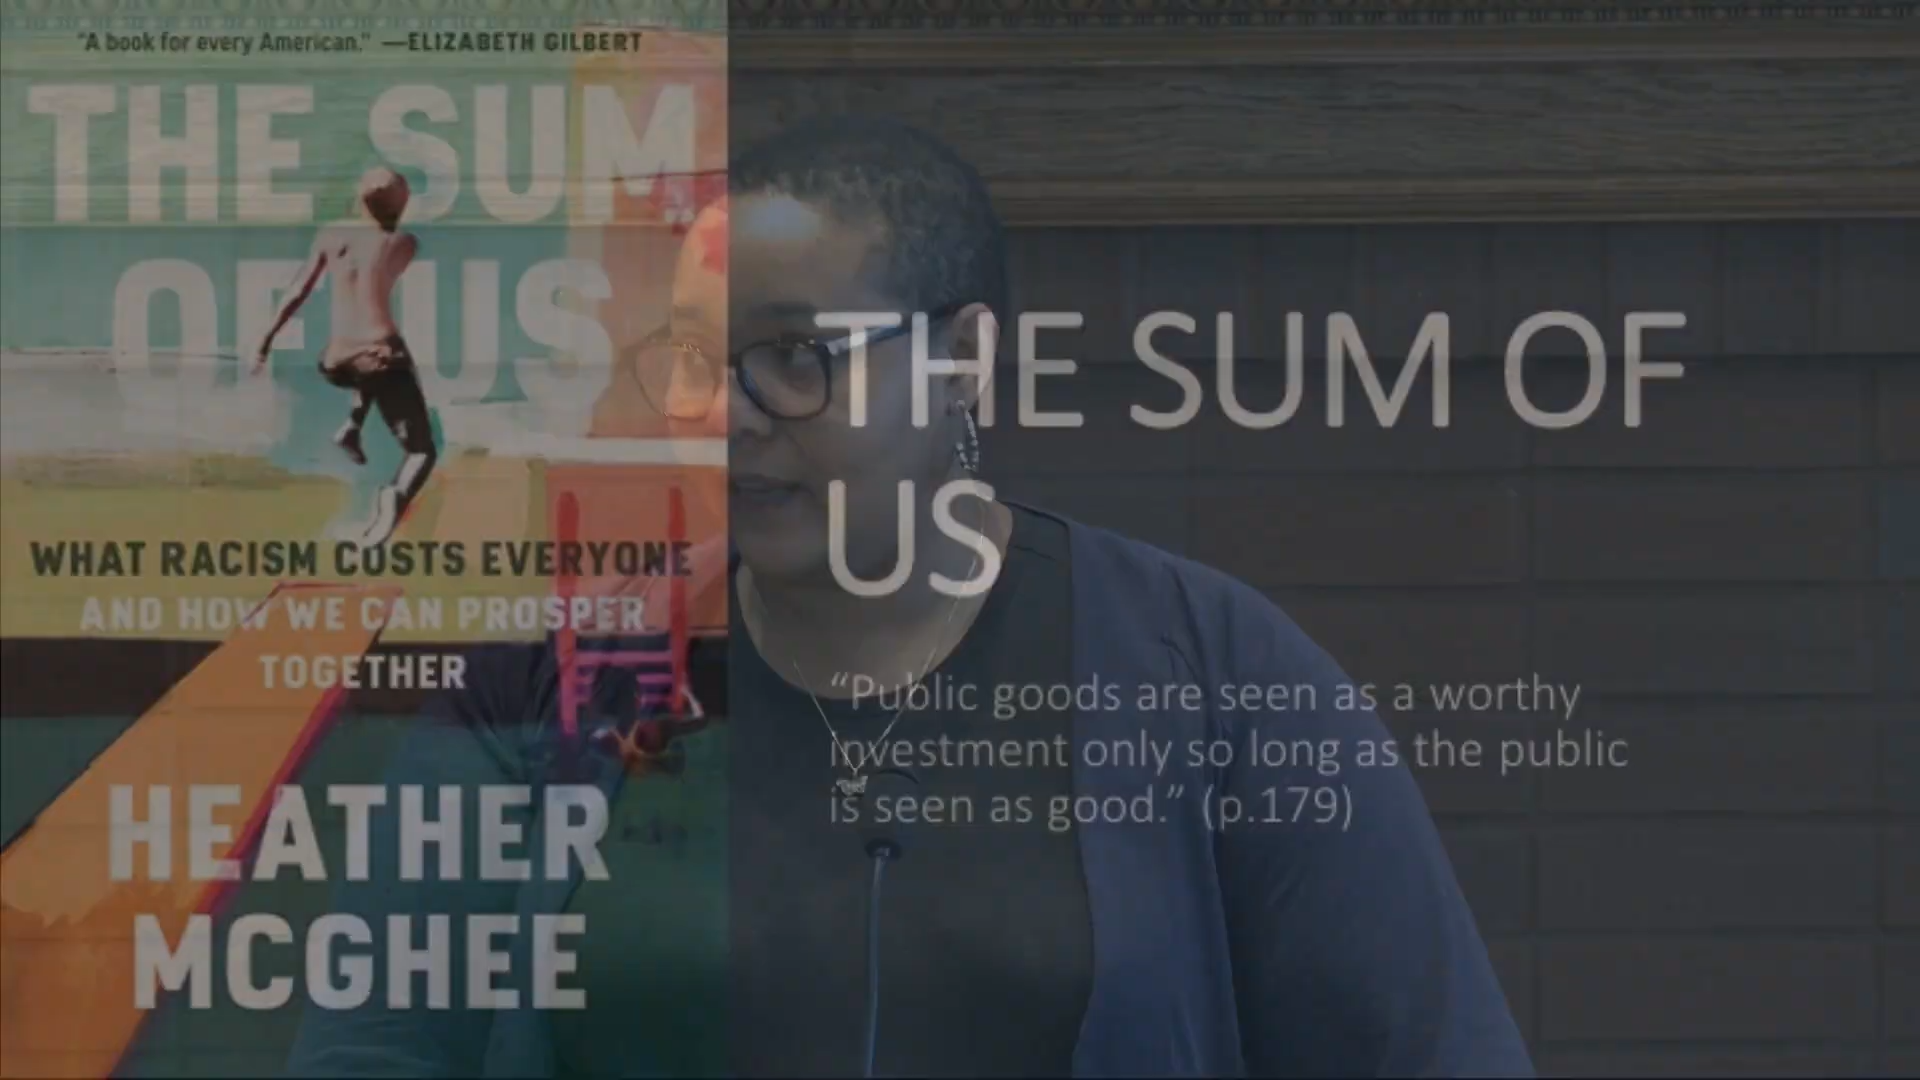 "A book for every American." —ELIZABETH GILBERT
THE SUM
OF US
WHAT RACISM COSTS EVERYONE
AND HOW WE CAN PROSPER
TOGETHER
HEATHER
MCGHEE
THE SUM OF
US
“Public goods are seen as a worthy
investment only so long as the public
is seen as good.” (p.179)